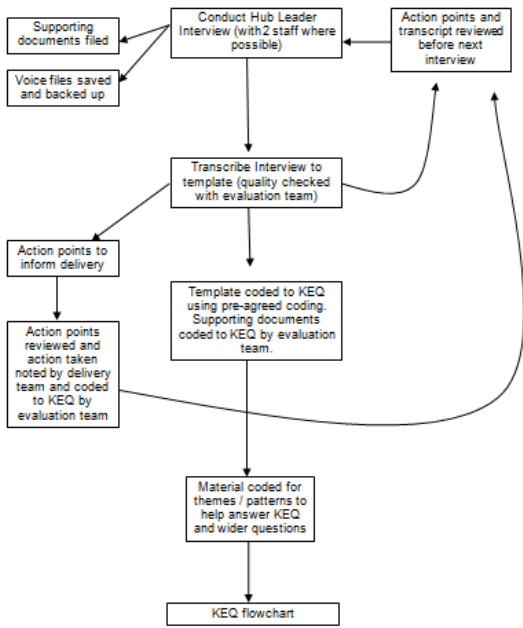 Supporting
documents filed
Conduct Hub Leader
Interview (with 2 staff where
possible)
Action points and
transcript reviewed
before next
interview
Voice files saved
and backed up
Transcribe Interview to
template (quality checked
with evaluation team)
Action points to
inform delivery
Template coded to KEQ
using pre-agreed coding.
Supporting documents
coded to KEQ by evaluation
team.
Action points
reviewed and
action taken
noted by delivery
team and coded
to KEQ by
evaluation team
Material coded for
themes / patterns to
help answer KEQ
and wider questions
KEQ flowchart